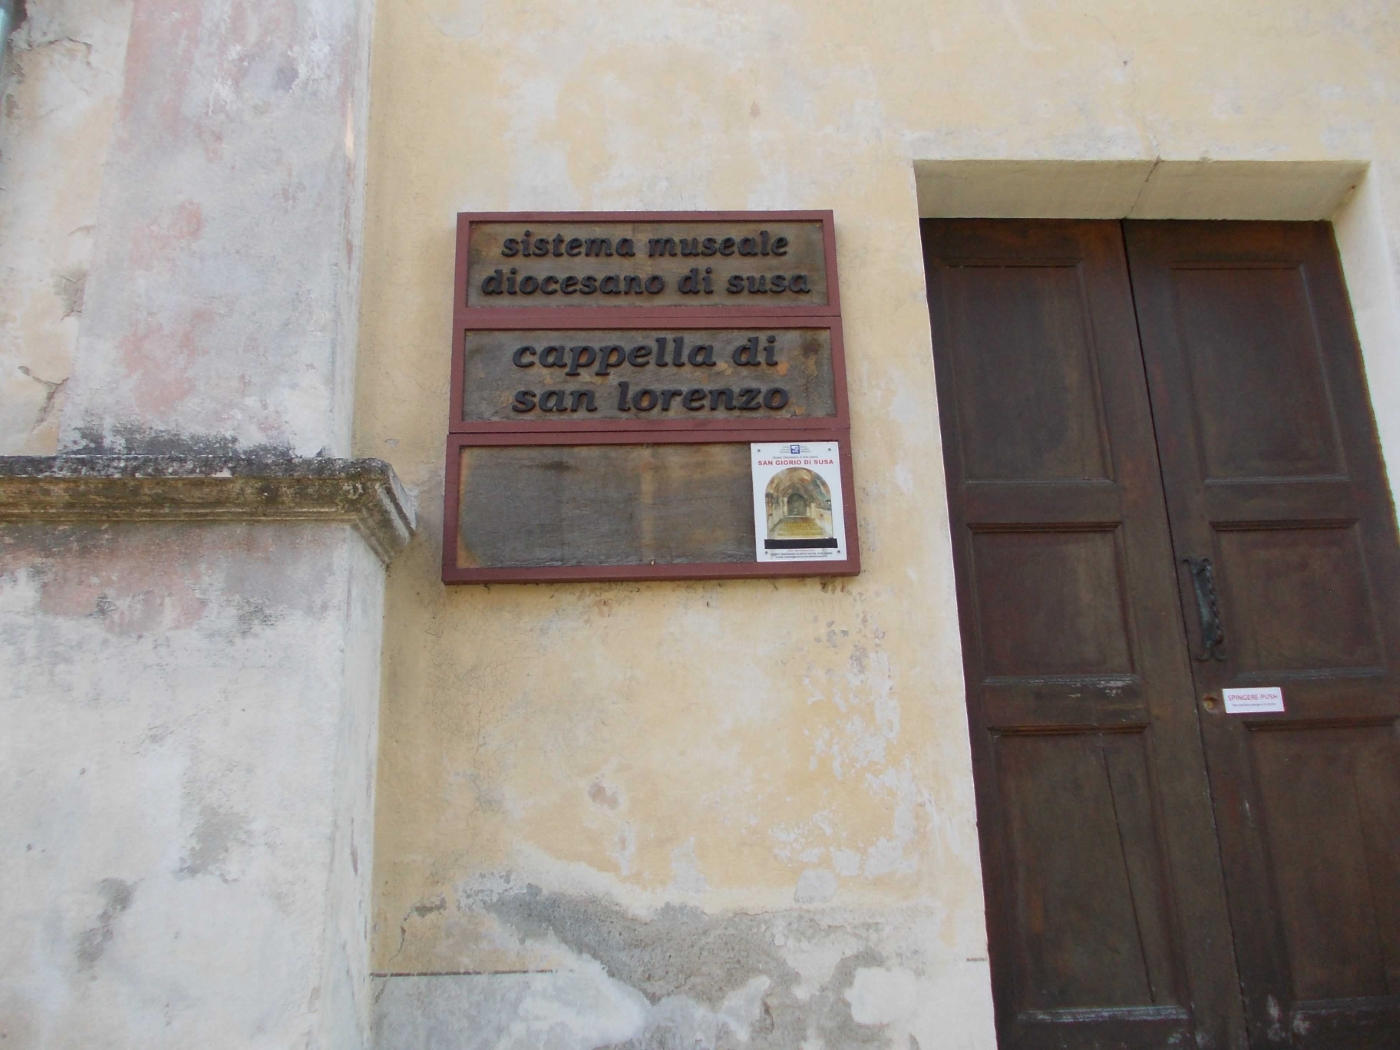 sistema museale
diocesano di susa
cappella di
san lorenzo
SAN GIORIO DI SUSA
SPINGERE-PUSH